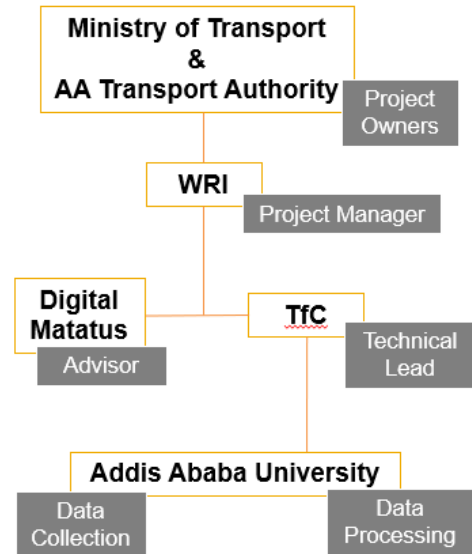 Ministry of Transport
&
AA Transport Authority
Project
Owners
WRI
Project Manager
Digital
Matatus
Advisor
TfC
Technical
Lead
Addis Ababa University
Data
Collection
Data
Processing